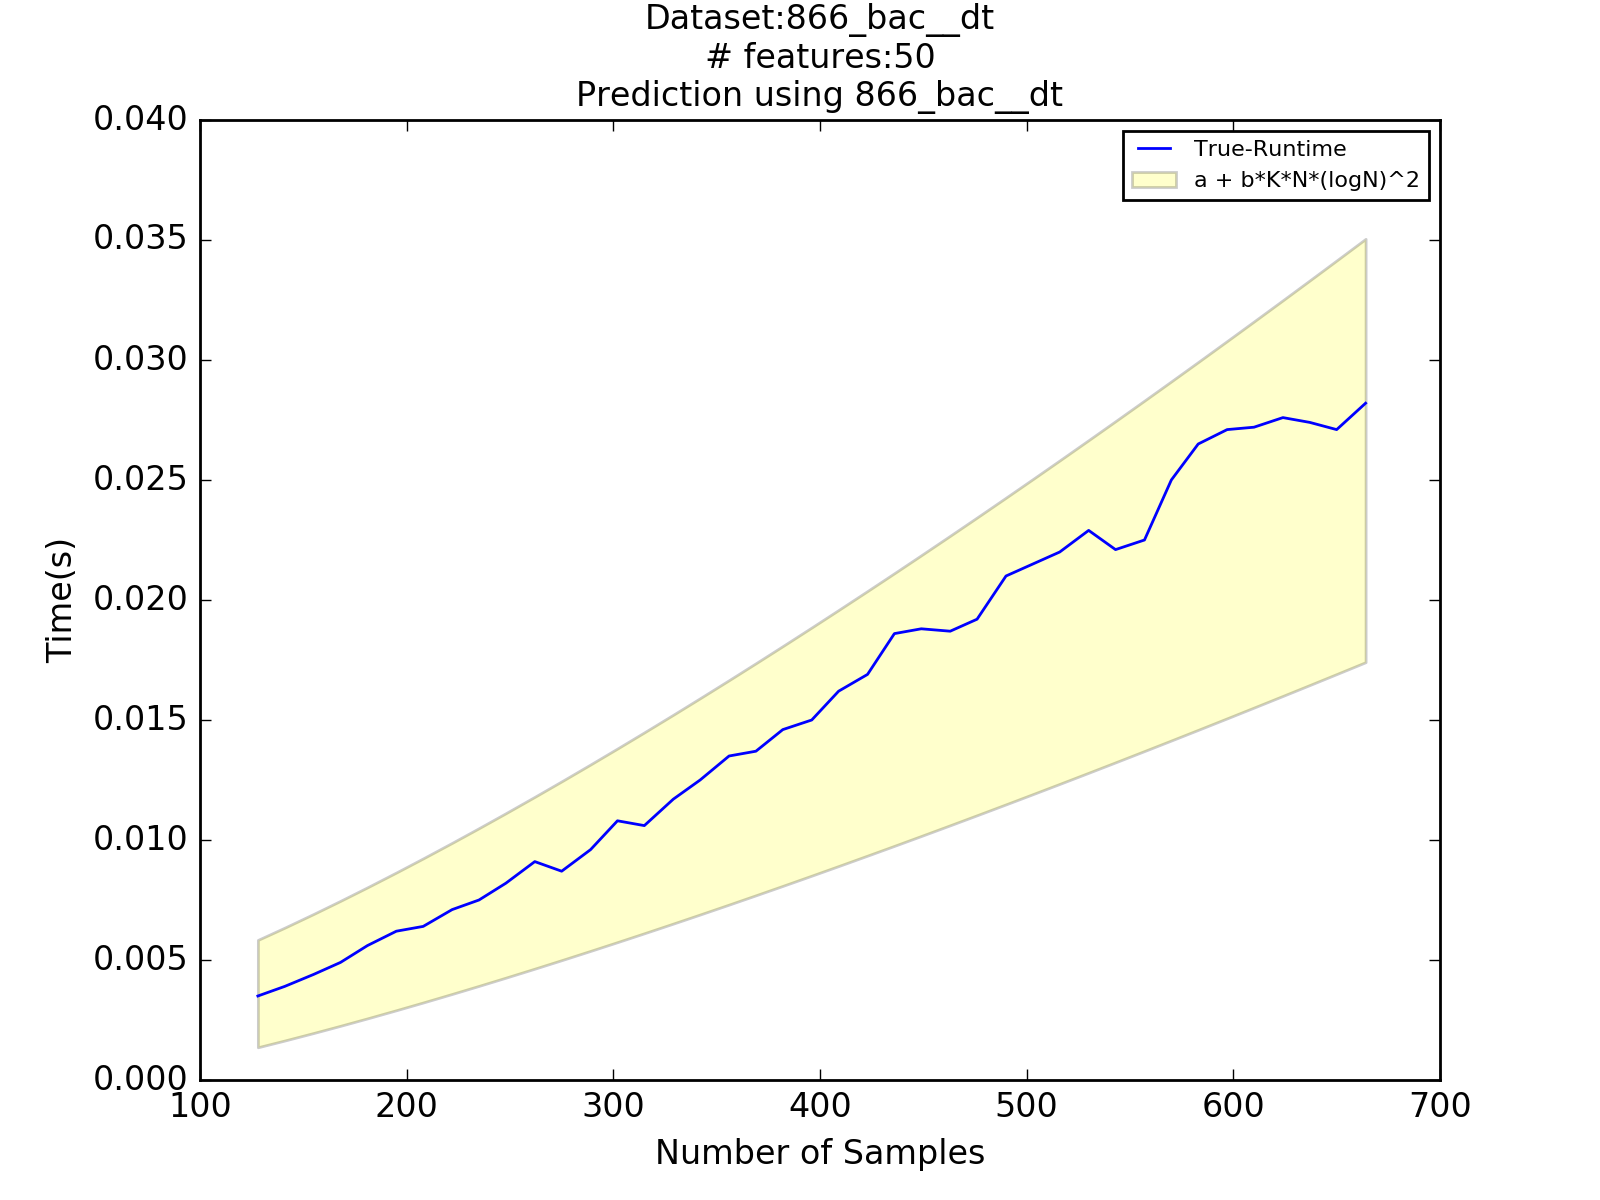 Dataset:866_bac__dt
# features:50
Prediction using 866_bac__dt
True-Runtime
a + b*K*N*(logN)^2
0.040
0.035
0.030
0.025
0.020
0.015
0.010
0.005
0.000
Time(s)
100 200 300 400 500 600 700
Number of Samples